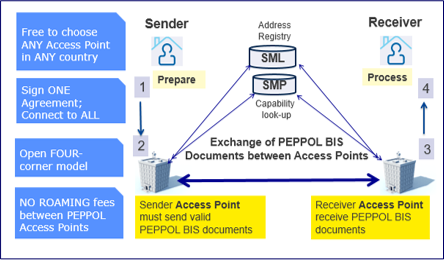 Free to choose
ANY Access Point
in ANY country
Sign ONE
Agreement;
Connect to ALL
Open FOUR-
corner model
NO ROAMING fees
between PEPPOL
Access Points
Sender
Prepare
1
2
Address
Registry
SML
SMP
Capability
look-up
Exchange of PEPPOL BIS
Documents between Access Points
Receiver
Process
4
3
Sender Access Point
must send valid
PEPPOL BIS documents
Receiver Access Point
receive PEPPOL BIS
documents